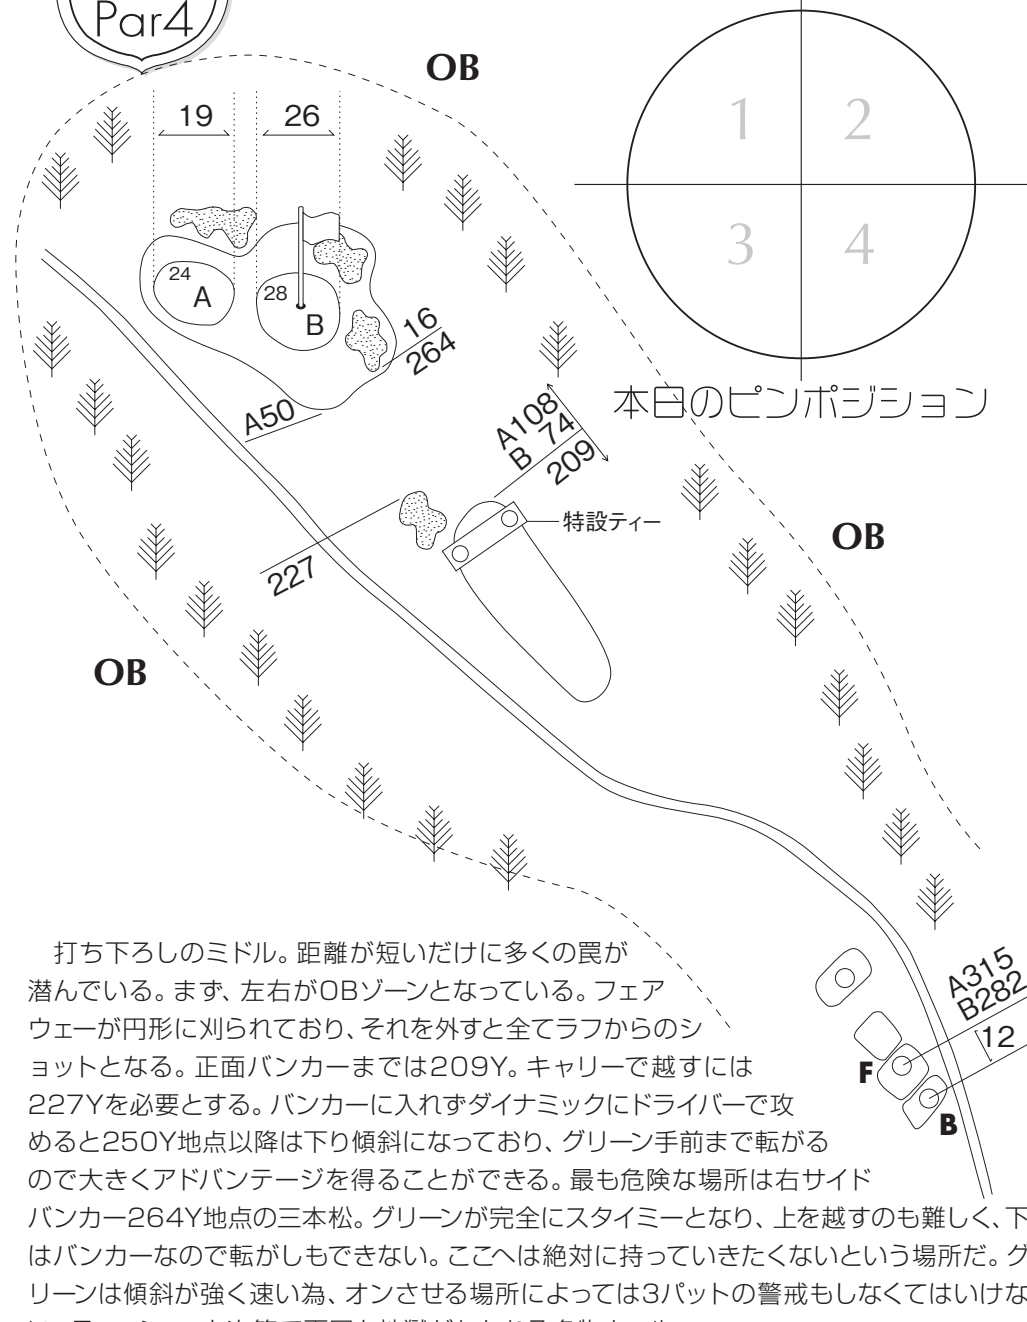 Par4
OB
19
26
1
2
3
4
24
A
28
B
16
264
本日のピンポジション
A50
A108
B 74
209
特設ティー
OB
227
OB
A315
B282
12
F
B
打ち下ろしのミドル。距離が短いだけに多くの罠が
潜んでいる。まず、左右がOBゾーンとなっている。フェア
ウェーが円形に刈られており、それを外すと全てラフからのシ
ョットとなる。正面バンカーまでは209Y。キャリーで越すには
227Yを必要とする。バンカーに入れずダイナミックにドライバーで攻
めると250Y地点以降は下り傾斜になっており、グリーン手前まで転がる
ので大きくアドバンテージを得ることができる。最も危険な場所は右サイド
バンカー264Y地点の三本松。グリーンが完全にスタイミーとなり、上を越すのも難しく、下
はバンカーなので転がしもできない。ここへは絶対に持っていきたくないという場所だ。グ
リーンは傾斜が強く速い為、オンさせる場所によっては3パットの警戒もしなくてはいけな